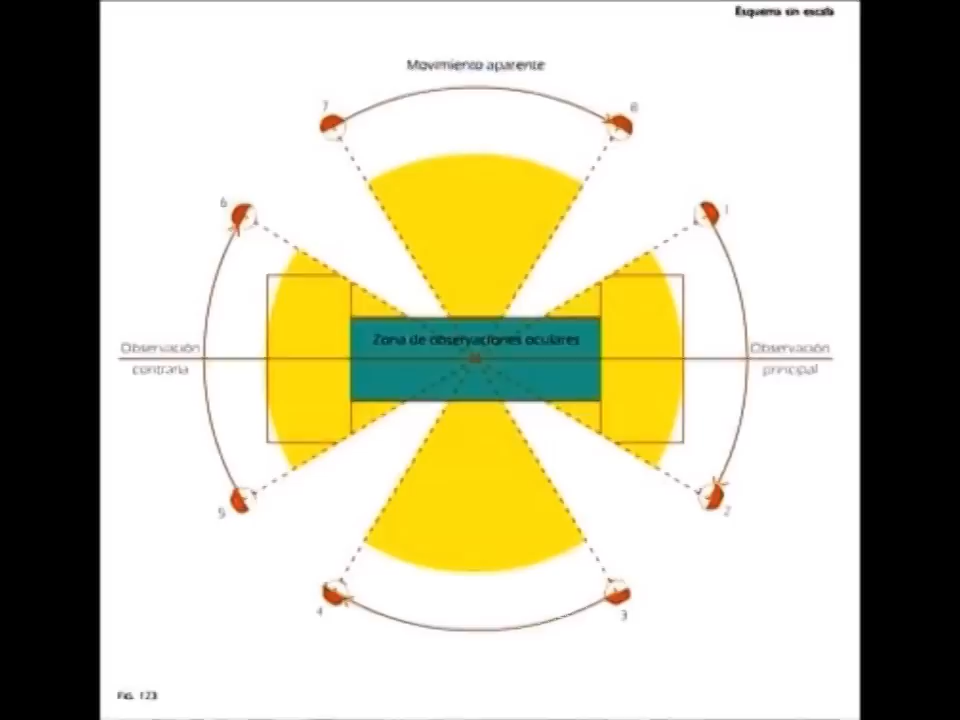 Esquema sin escala
Movimiento aparente
7
8
6
1
Zona de observaciones oculares
Observación
contraria
Observación
principal
5
2
4
3
FIG. 123